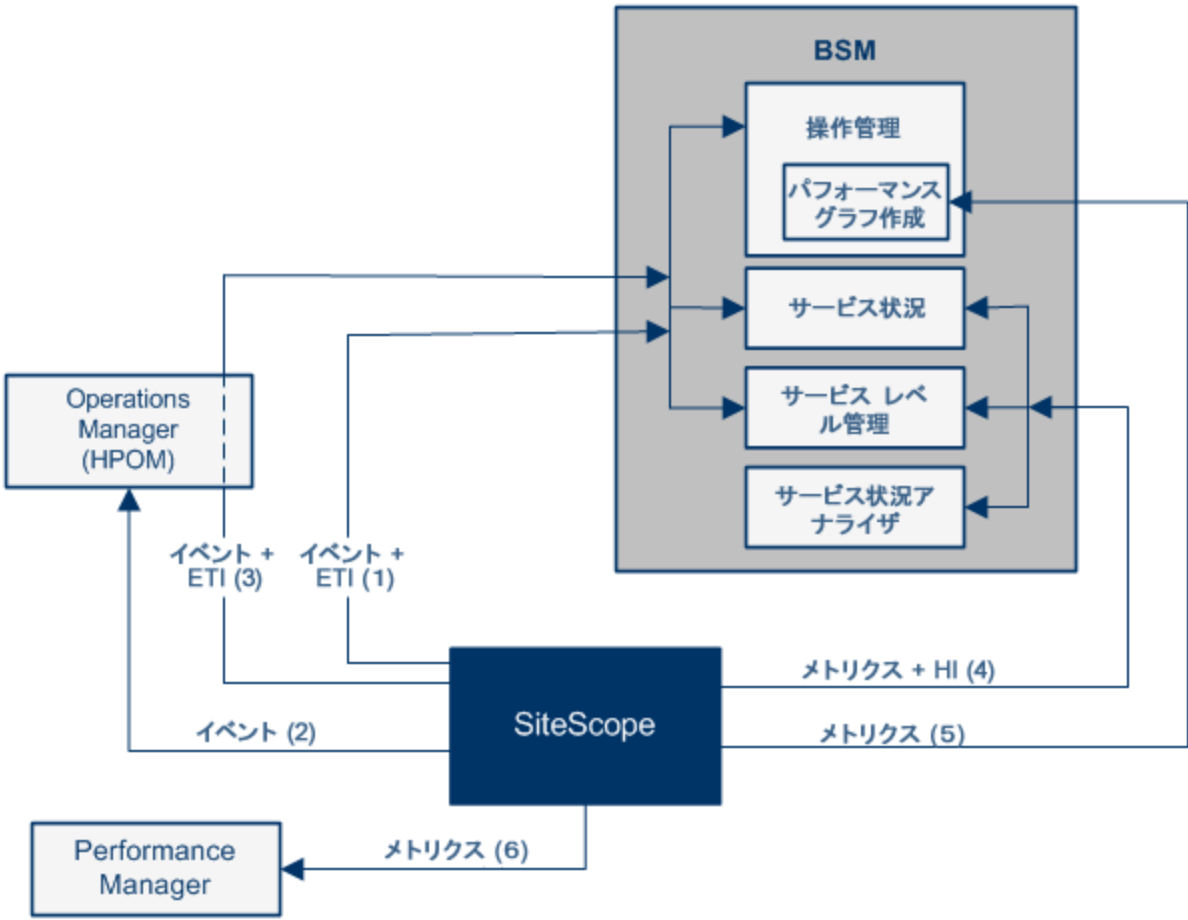 BSM
操作管理
パフォーマンス
グラフ作成
サービス状況
サービス レベ
ル管理
サービス状況ア
ナライザ
Operations
Manager
(HPOM)
イベント +
ETI (3)
イベント +
ETI (1)
メトリクス + HI (4)
SiteScope
イベント (2)
メトリクス (5)
Performance
Manager
メトリクス (6)